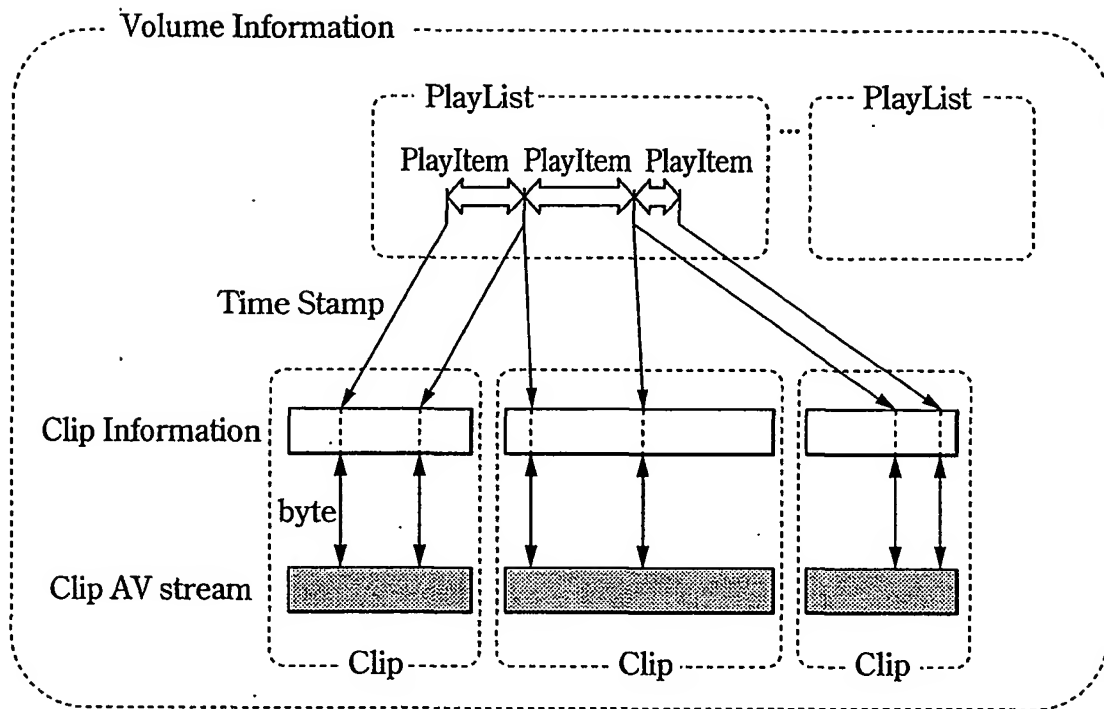 Volume Information
PlayList
... PlayList
PlayItem PlayItem PlayItem
Time Stamp
Clip Information
byte
Clip AV stream
Clip Clip Clip